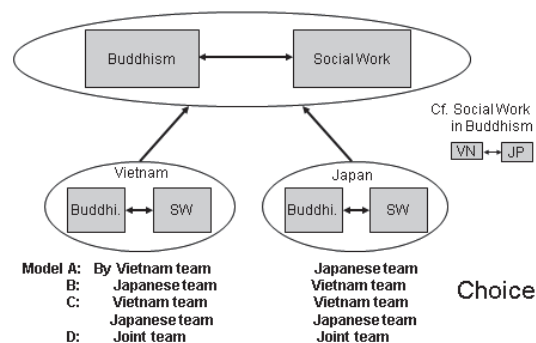 Buddhism
Social Work
Cf. Social Work
in Buddhism
VN
JP
Vietnam
Buddhi.
SW
Japan
Buddhi.
SW
Model A: By Vietnam team Japanese team
B: Japanese team Vietnam team
C: Vietnam team Vietnam team
Japanese team Japanese team
D: Joint team Joint team
Choice